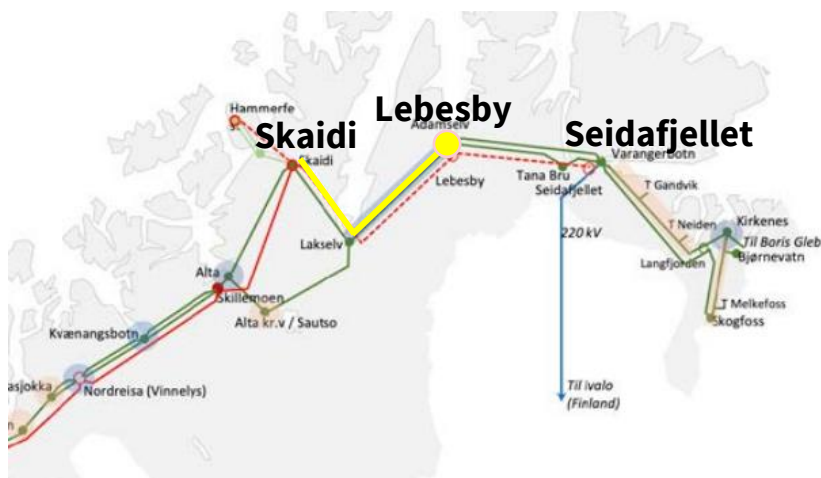 Hammerfe
s.
Skaidi
Skaidi
Lebesby
Adamselv
Seidafjellet
Varangerbotn
Tana Bru
Seidafjellet
Lebesby
T Gandvik
T Neiden
Kirkenes
Til Boris Gleb
Bjørnevatn
220 kV
Langfjorden
Lakselv
Alta
Skillemoen
T Melkefoss
Skogfoss
Alta kr.v / Sautso
Kvænangsbotn
asjokka
Nordreisa (Vinnelys)
Til ivalo
(Finland)
n